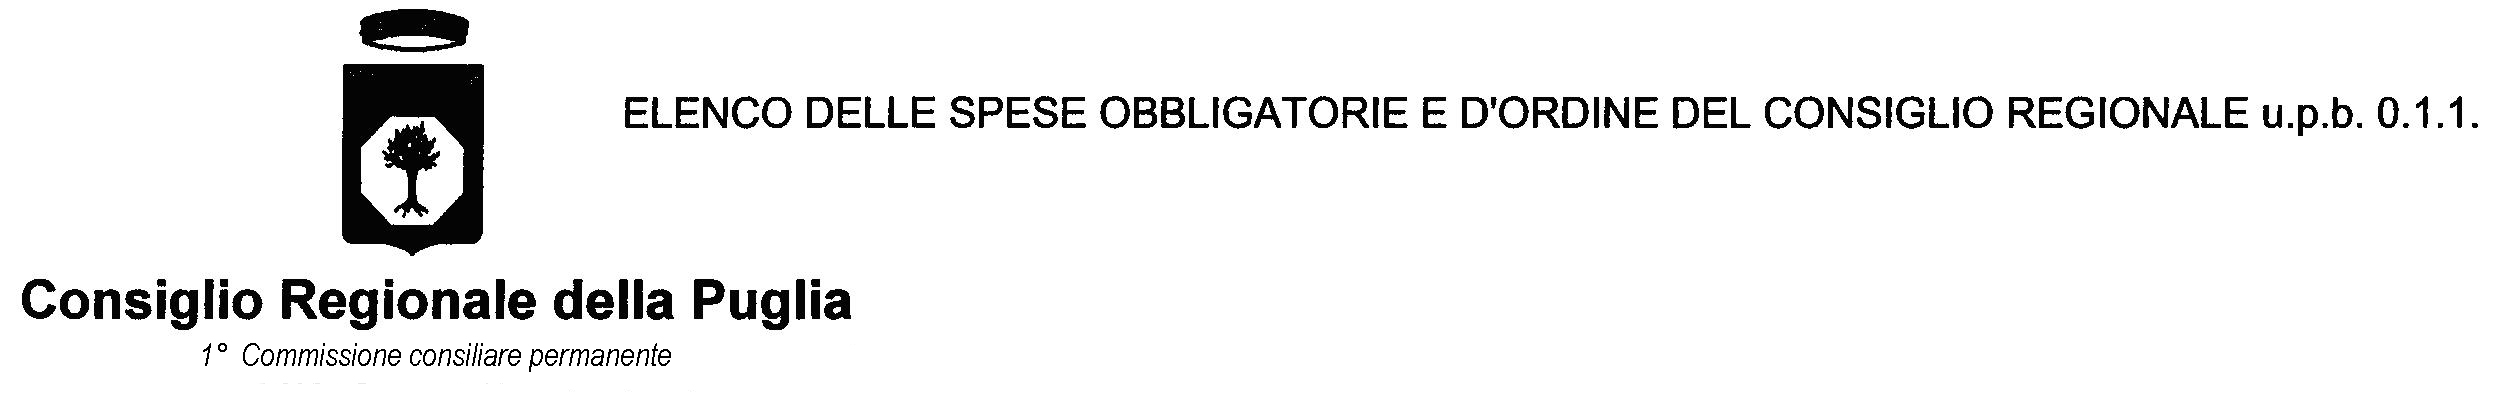 ELENCO DELLE SPESE OBBLIGATORIE E D'ORDINE DEL CONSIGLIO REGIONALE u.p.b. 0.1.1.
Consiglio Regionale della Puglia
1° Commissione consiliare permanente